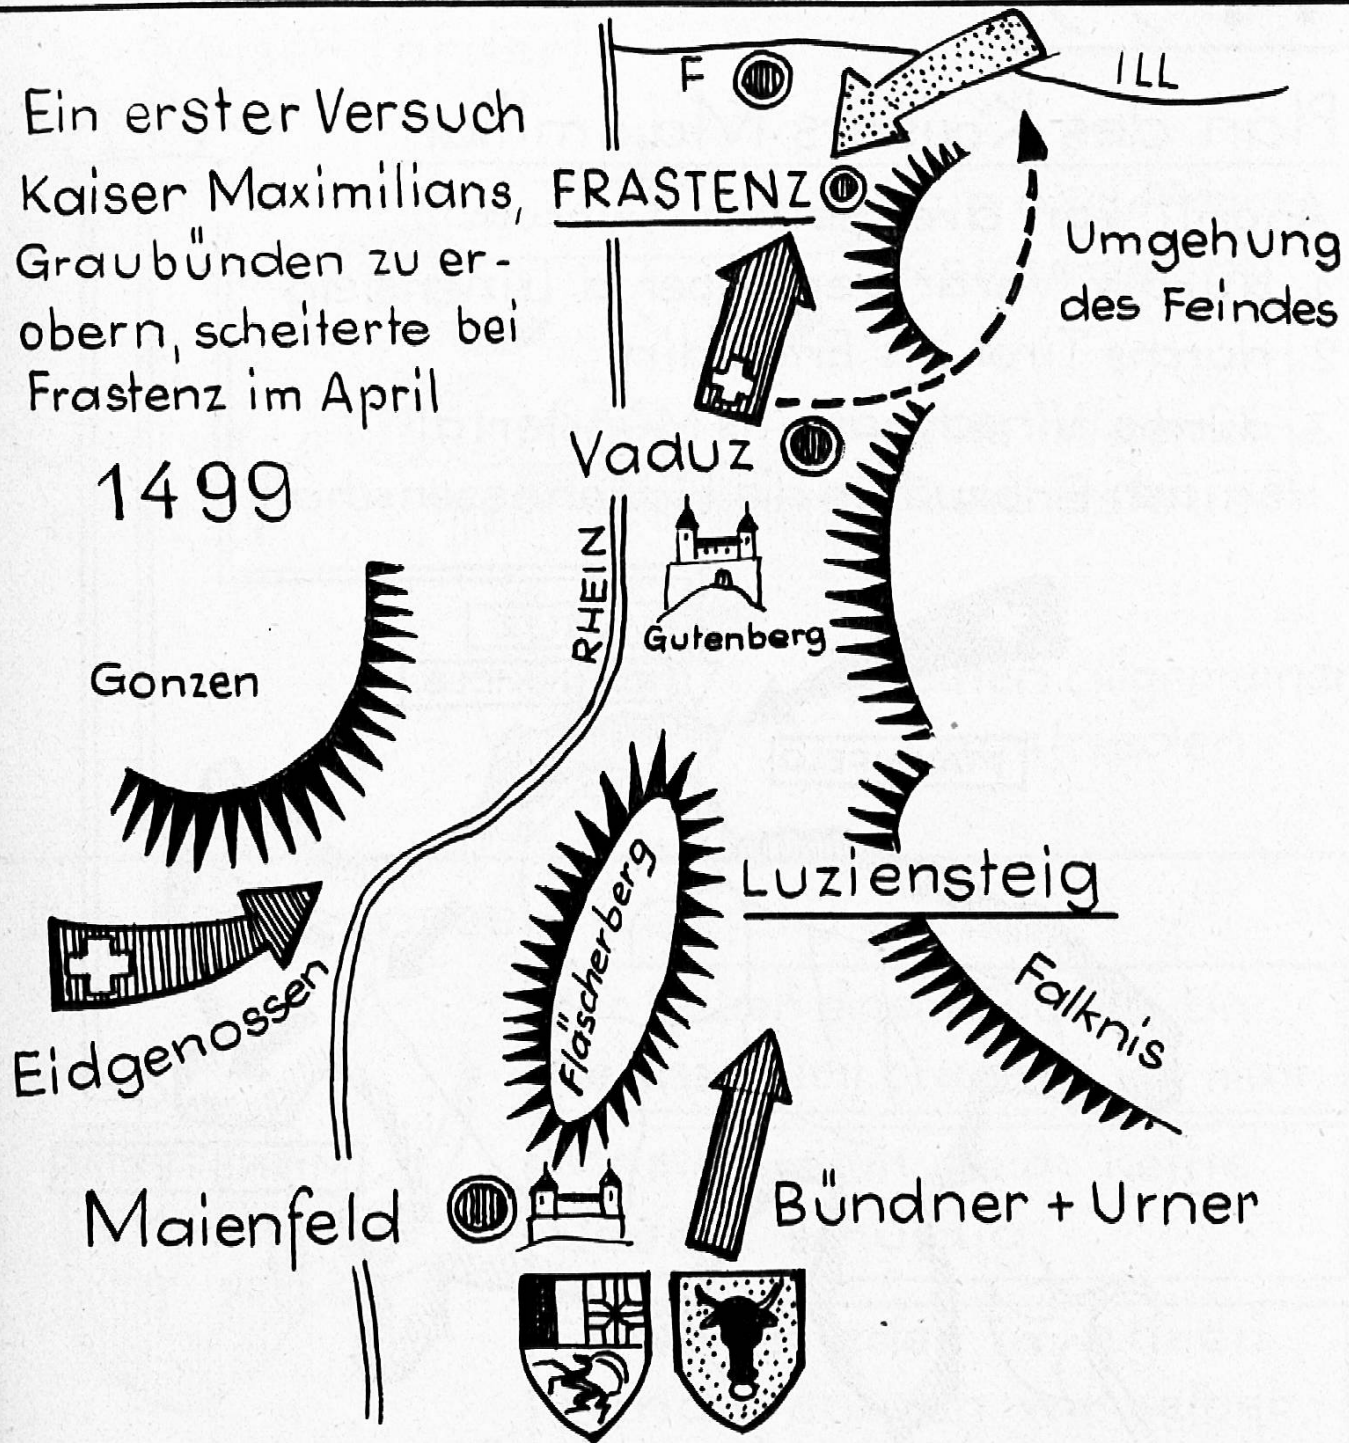 Ein erster Versuch
Kaiser Maximilians,
Graubünden zu er-
obern, scheiterte bei
Frastenz im April
1499
F
ILL
FRASTENZ
Umgehung
des Feindes
Vaduz
RHEIN
Gutenberg
Gonzen
Luziensteig
Fläscherberg
Falknis
Eidgenossen
Maienfeld
Bündner + Urner